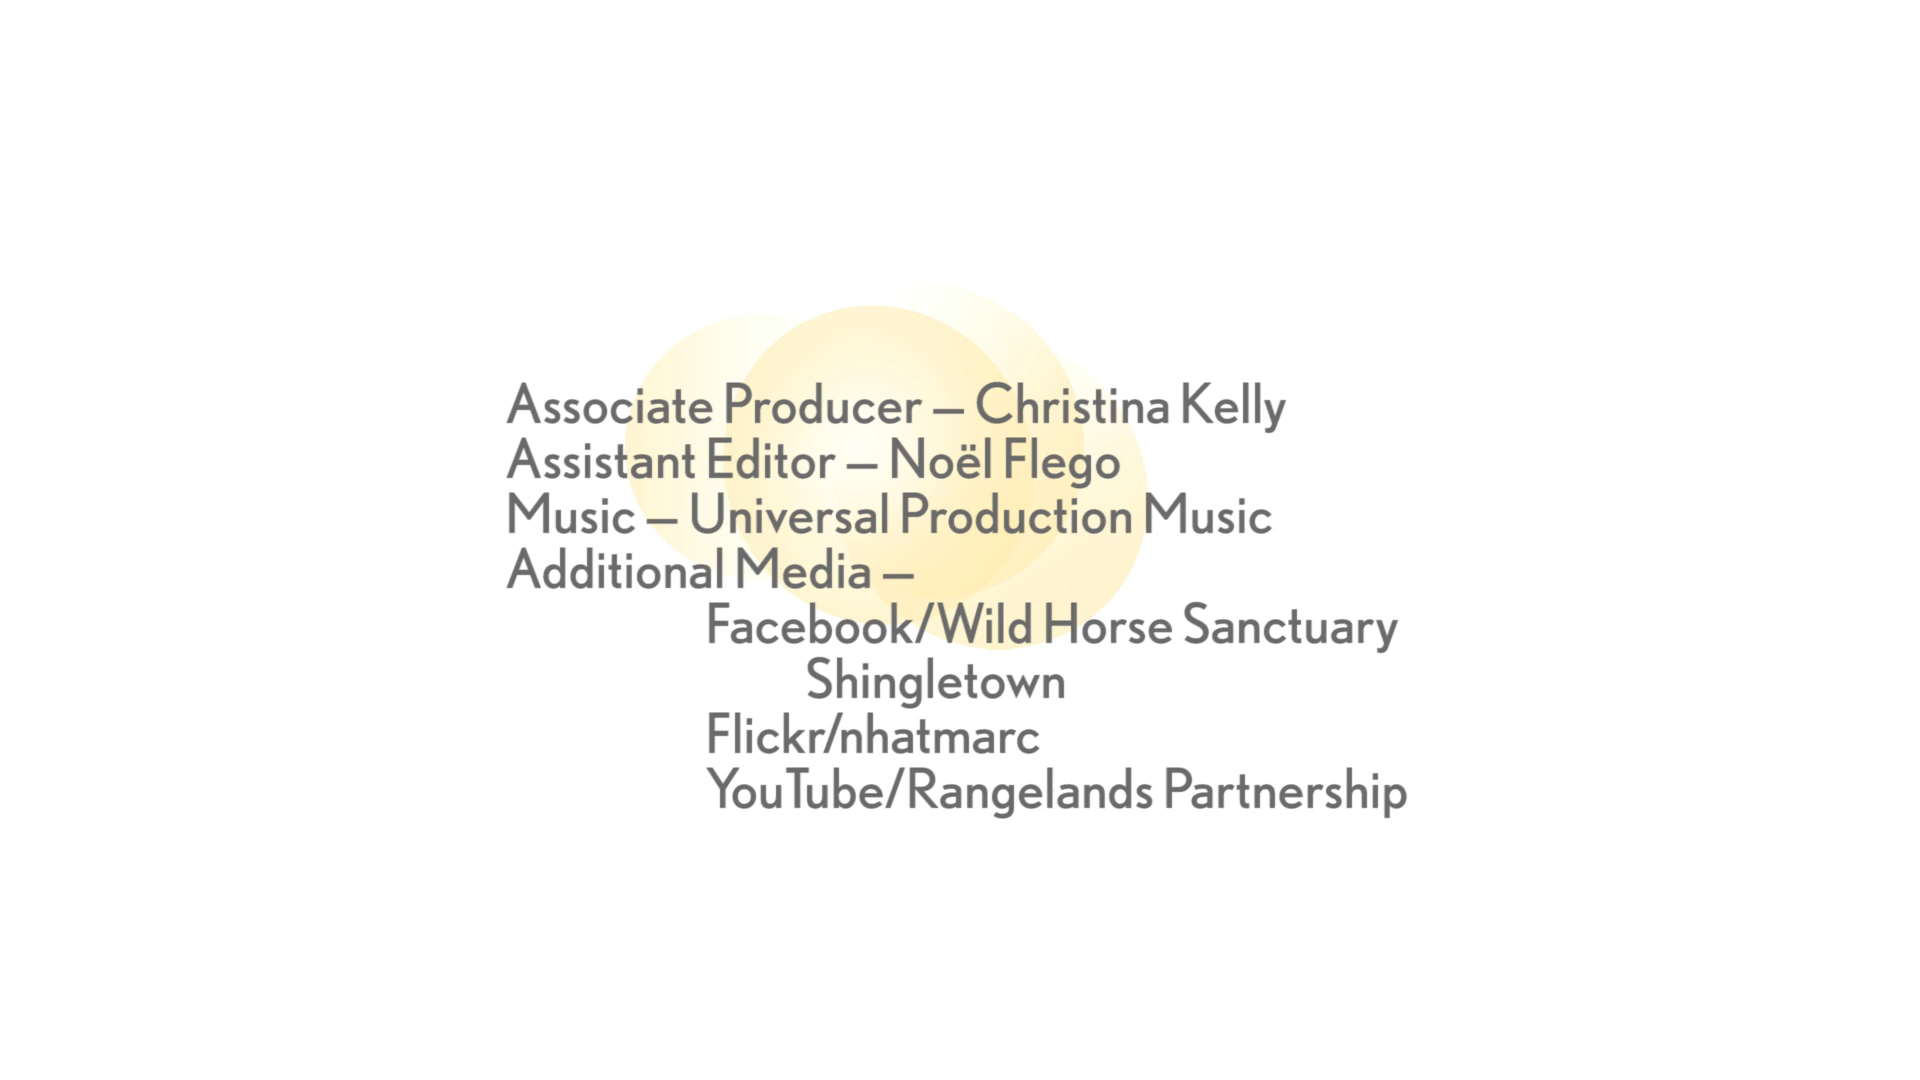 Associate Producer – Christina Kelly
Assistant Editor – Noël Flego
Music – Universal Production Music
Additional Media –
Facebook/Wild Horse Sanctuary
Shingletown
Flickr/nhatmarc
YouTube/Rangelands Partnership